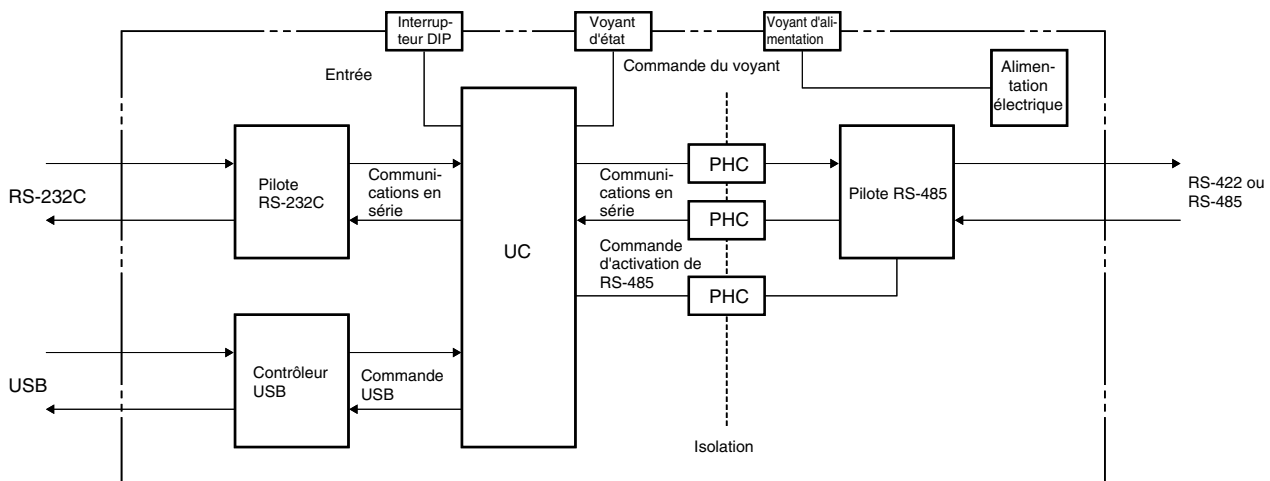 Interrup-
teur DIP
Voyant
d'état
Voyant d'ali-
mentation
Entrée
Commande du voyant
Alimen-
tation
électrique
RS-232C
Pilote
RS-232C
Communi-
cations en
série
UC
Communi-
cations en
série
PHC
PHC
Pilote RS-485
RS-422 ou
RS-485
Commande
d'activation de
RS-485
PHC
USB
Contrôleur
USB
Commande
USB
Isolation